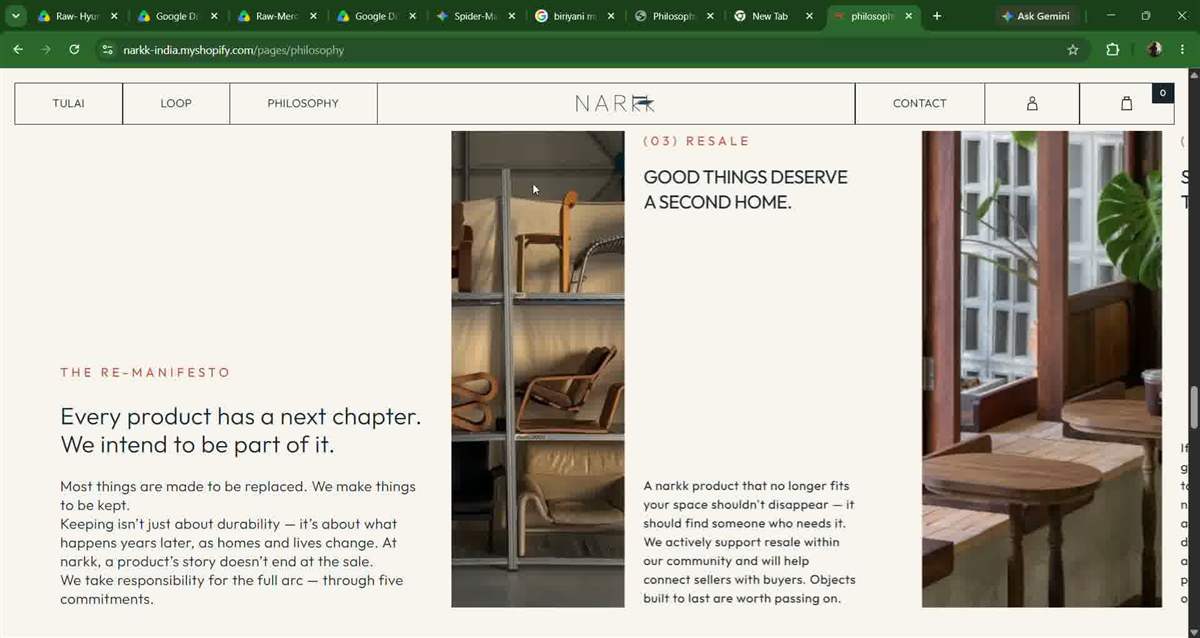 Raw- Hyu
Google D
Raw-Merc
Google D
Spider-Ma
biriyani m
Philosoph
New Tab
philosoph
Ask Gemini
narkk-india.myshopify.com/pages/philosophy
TULAI
LOOP
PHILOSOPHY
NARKK
CONTACT
0
THE RE-MANIFESTO
Every product has a next chapter.
We intend to be part of it.
Most things are made to be replaced. We make things
to be kept.
Keeping isn't just about durability — it's about what
happens years later, as homes and lives change. At
narkk, a product's story doesn't end at the sale.
We take responsibility for the full arc — through five
commitments.
(03) RESALE
GOOD THINGS DESERVE
A SECOND HOME.
A narkk product that no longer fits
your space shouldn't disappear — it
should find someone who needs it.
We actively support resale within
our community and will help
connect sellers with buyers. Objects
built to last are worth passing on.